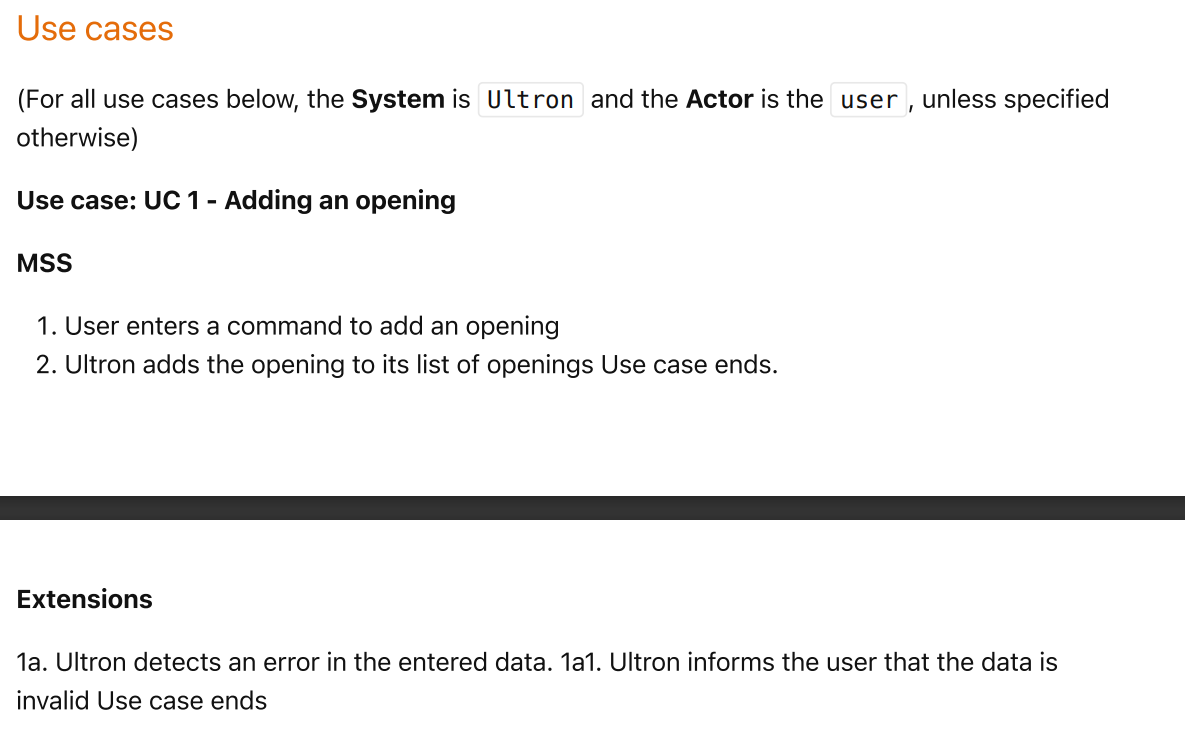 Use cases
(For all use cases below, the System is Ultron and the Actor is the user, unless specified
otherwise)
Use case: UC 1 - Adding an opening
MSS
1. User enters a command to add an opening
2. Ultron adds the opening to its list of openings Use case ends.
Extensions
1a. Ultron detects an error in the entered data. 1a1. Ultron informs the user that the data is
invalid Use case ends